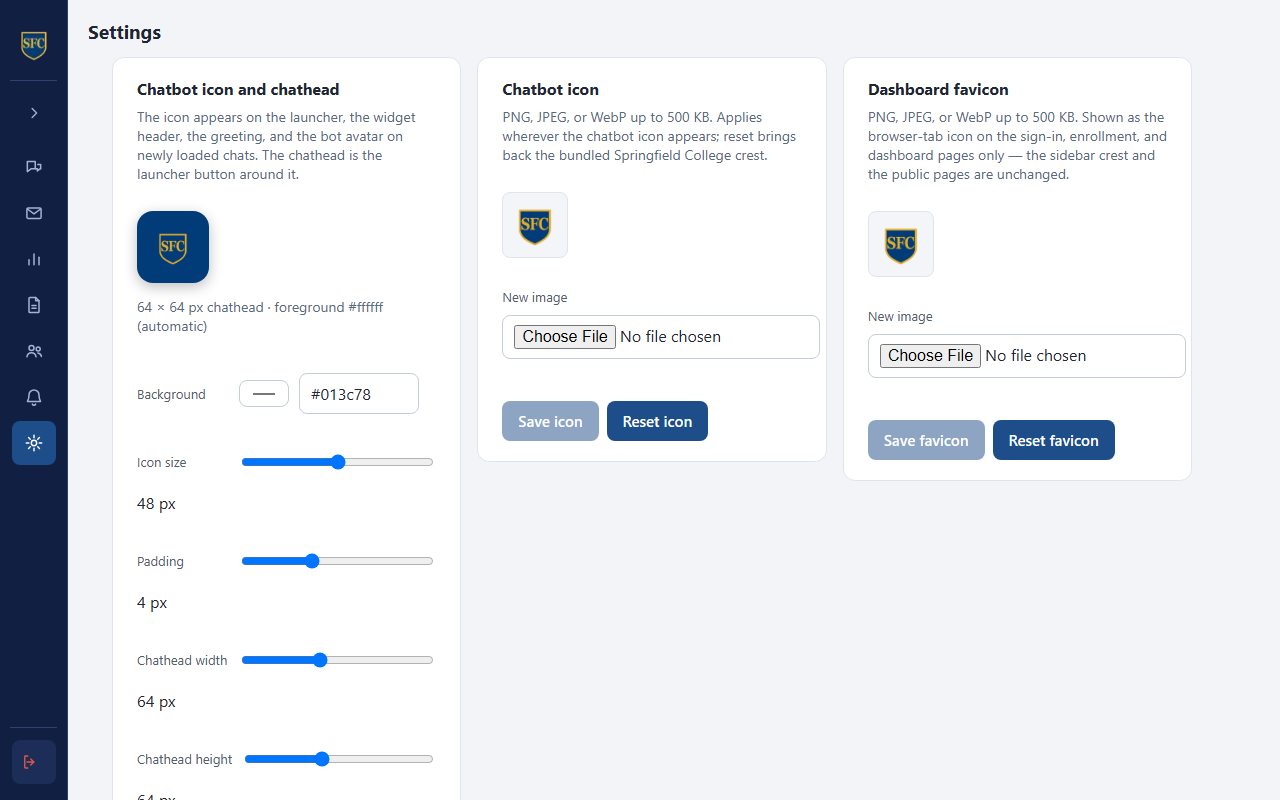 SFC
Settings
Chatbot icon and chathead
The icon appears on the launcher, the widget
header, the greeting, and the bot avatar on
newly loaded chats. The chathead is the
launcher button around it.
SFC
64 × 64 px chathead · foreground #ffffff
(automatic)
Background
#013c78
Icon size
48 px
Padding
4 px
Chathead width
64 px
Chathead height
64 px
Chatbot icon
PNG, JPEG, or WebP up to 500 KB. Applies
wherever the chatbot icon appears; reset brings
back the bundled Springfield College crest.
SFC
New image
Choose File No file chosen
Save icon Reset icon
Dashboard favicon
PNG, JPEG, or WebP up to 500 KB. Shown as the
browser-tab icon on the sign-in, enrollment, and
dashboard pages only — the sidebar crest and
the public pages are unchanged.
SFC
New image
Choose File No file chosen
Save favicon Reset favicon